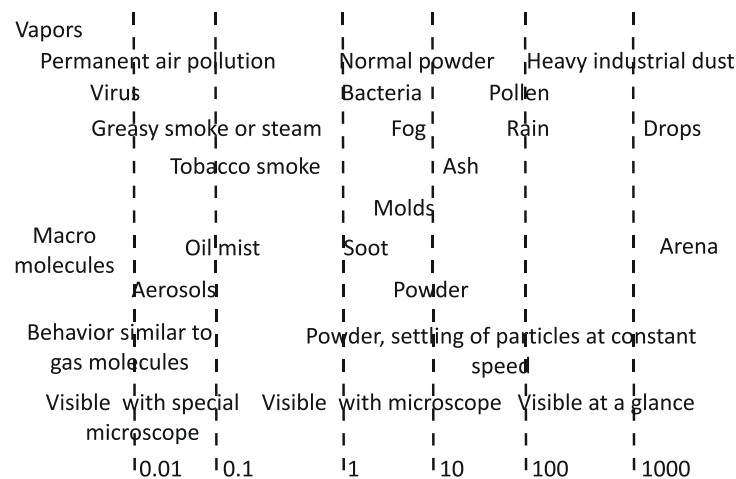 Vapors
Permanent air pollution Normal powder Heavy industrial dust
Virus Bacteria Pollen
Greasy smoke or steam Fog Rain Drops
Tobacco smoke Ash
Molds
Macro
molecules Oil mist Soot Arena
Aerosols Powder
Behavior similar to
gas molecules
Powder, settling of particles at constant
speed
Visible with special
microscope
Visible with microscope Visible at a glance
0.01 0.1 1 10 100 1000